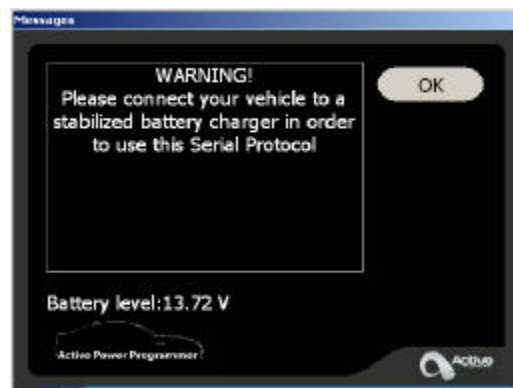 Messages
WARNING!
Please connect your vehicle to a
stabilized battery charger in order
to use this Serial Protocol
OK
Battery level:13.72 V
Active Power Programmer
Active